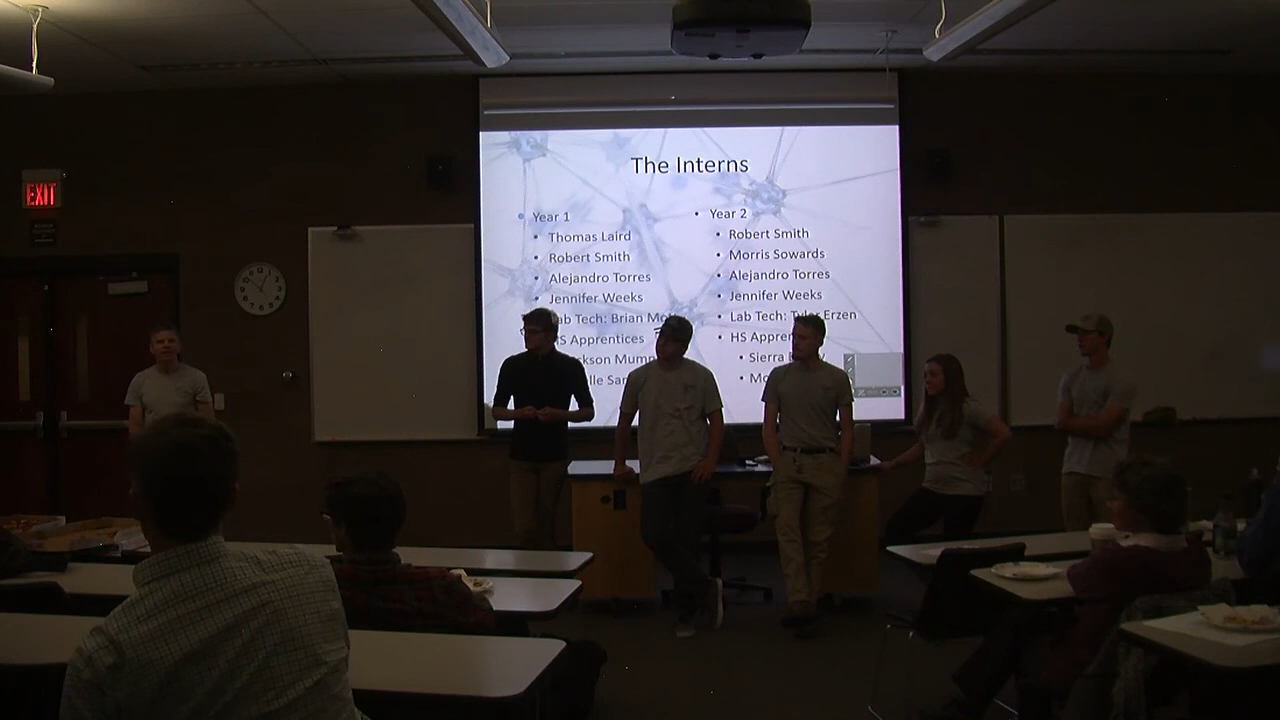 The Interns
Year 1
Thomas Laird
Robert Smith
Alejandro Torres
Jennifer Weeks
Lab Tech: Brian
HS Apprentices
Year 2
Robert Smith
Morris Sowards
Alejandro Torres
Jennifer Weeks
Lab Tech: Tyler Erzen
HS
Sierra
EXIT